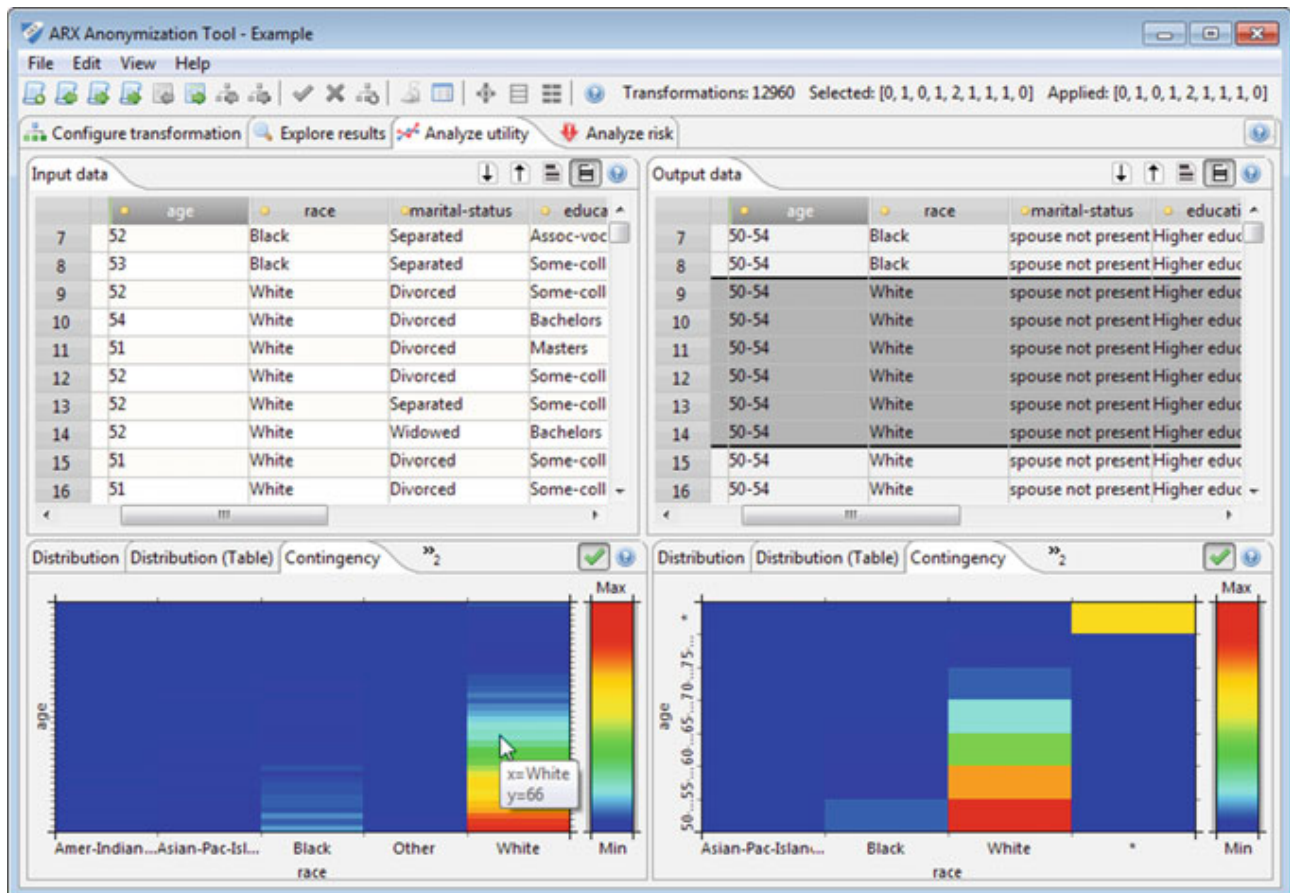 ARX Anonymization Tool - Example
File Edit View Help
Transformations: 12960 Selected: [0, 1, 0, 1, 2, 1, 1, 1, 0] Applied: [0, 1, 0, 1, 2, 1, 1, 1, 0]
Configure transformation Explore results Analyze utility Analyze risk
Input data
age race marital-status educa
7 52 Black Separated Assoc-voc
8 53 Black Separated Some-coll
9 52 White Divorced Some-coll
10 54 White Divorced Bachelors
11 51 White Divorced Masters
12 52 White Divorced Some-coll
13 52 White Separated Some-coll
14 52 White Widowed Bachelors
15 51 White Divorced Some-coll
16 51 White Divorced Some-coll
Output data
age race marital-status educati
7 50-54 Black spouse not present Higher educ
8 50-54 Black spouse not present Higher educ
9 50-54 White spouse not present Higher educ
10 50-54 White spouse not present Higher educ
11 50-54 White spouse not present Higher educ
12 50-54 White spouse not present Higher educ
13 50-54 White spouse not present Higher educ
14 50-54 White spouse not present Higher educ
15 50-54 White spouse not present Higher educ
16 50-54 White spouse not present Higher educ
Distribution Distribution (Table) Contingency »2
Max
age
x=White
y=66
Amer-Indian... Asian-Pac-Isl... Black Other White Min
race
Distribution Distribution (Table) Contingency »2
Max
age
50-...55-...60-...65-...70-...75-... *
Asian-Pac-Islan... Black White * Min
race